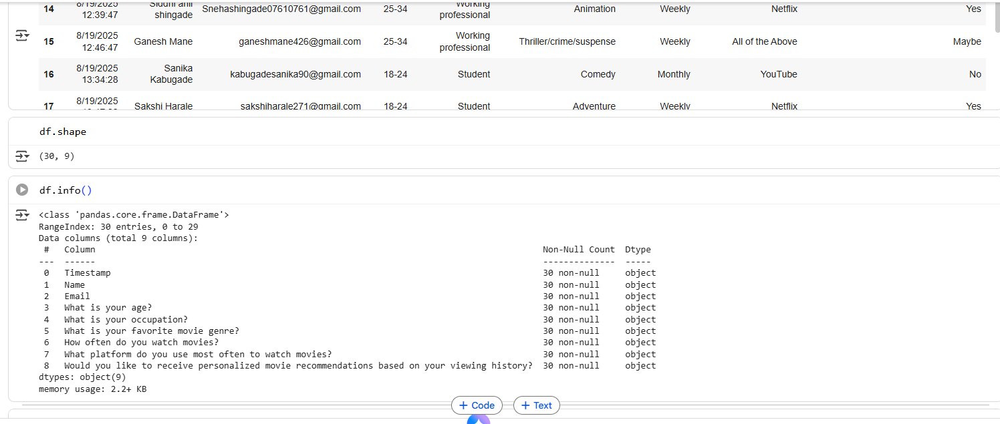 14 8/19/2025 Siddhi anil Snehashingade07610761@gmail.com 25-34 Working Animation Weekly Netflix Yes
12:39:47 shingade professional
15 8/19/2025 Ganesh Mane ganeshmane426@gmail.com 25-34 Working Thriller/crime/suspense Weekly All of the Above Maybe
12:46:47 professional
16 8/19/2025 Sanika kabugadesanika90@gmail.com 18-24 Student Comedy Monthly YouTube No
13:34:28 Kabugade
17 8/19/2025 Sakshi Harale sakshiharale271@gmail.com 18-24 Student Adventure Weekly Netflix Yes
df.shape
(30, 9)
df.info()
<class 'pandas.core.frame.DataFrame'>
RangeIndex: 30 entries, 0 to 29
Data columns (total 9 columns):
# Column Non-Null Count Dtype
--- ------ -------------- -----
0 Timestamp 30 non-null object
1 Name 30 non-null object
2 Email 30 non-null object
3 What is your age? 30 non-null object
4 What is your occupation? 30 non-null object
5 What is your favorite movie genre? 30 non-null object
6 How often do you watch movies? 30 non-null object
7 What platform do you use most often to watch movies? 30 non-null object
8 Would you like to receive personalized movie recommendations based on your viewing history? 30 non-null object
dtypes: object(9)
memory usage: 2.2+ KB
+ Code + Text